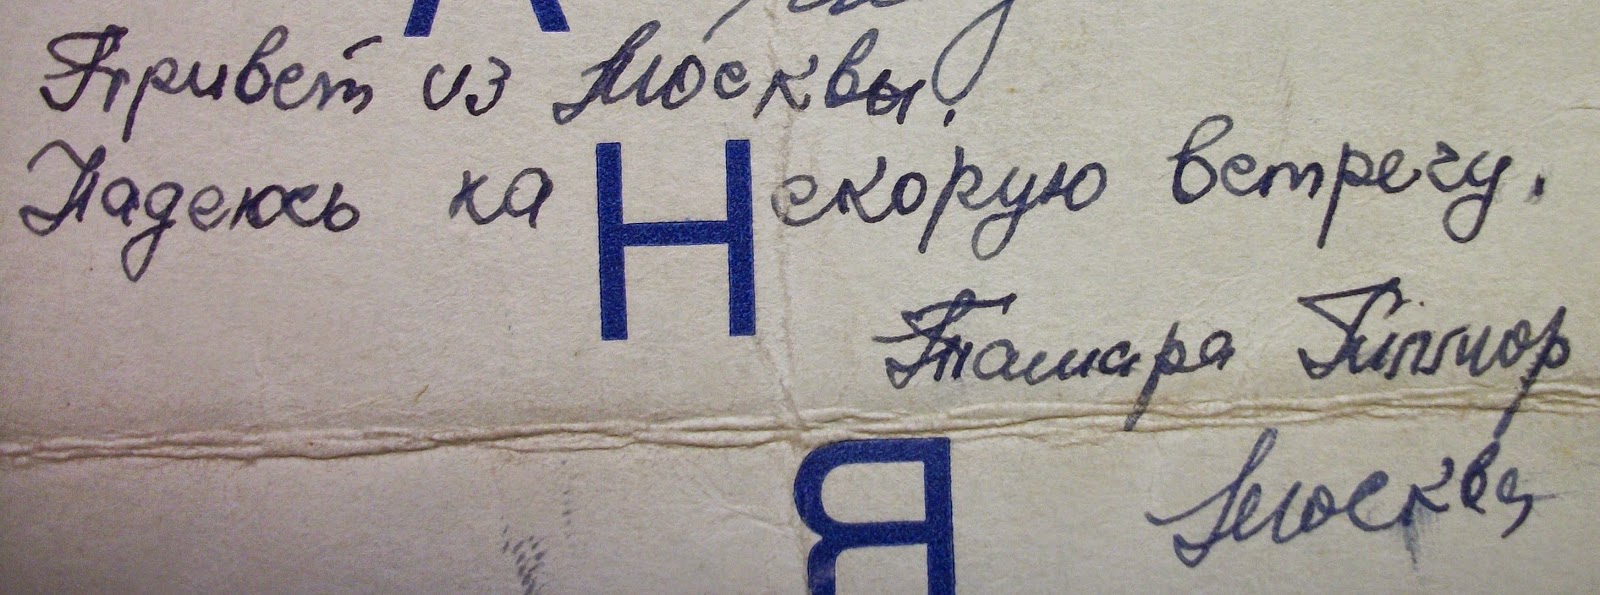 Привет из Москвы!
Надеюсь на скорую встречу.
Н
Тамара
Я
Москва